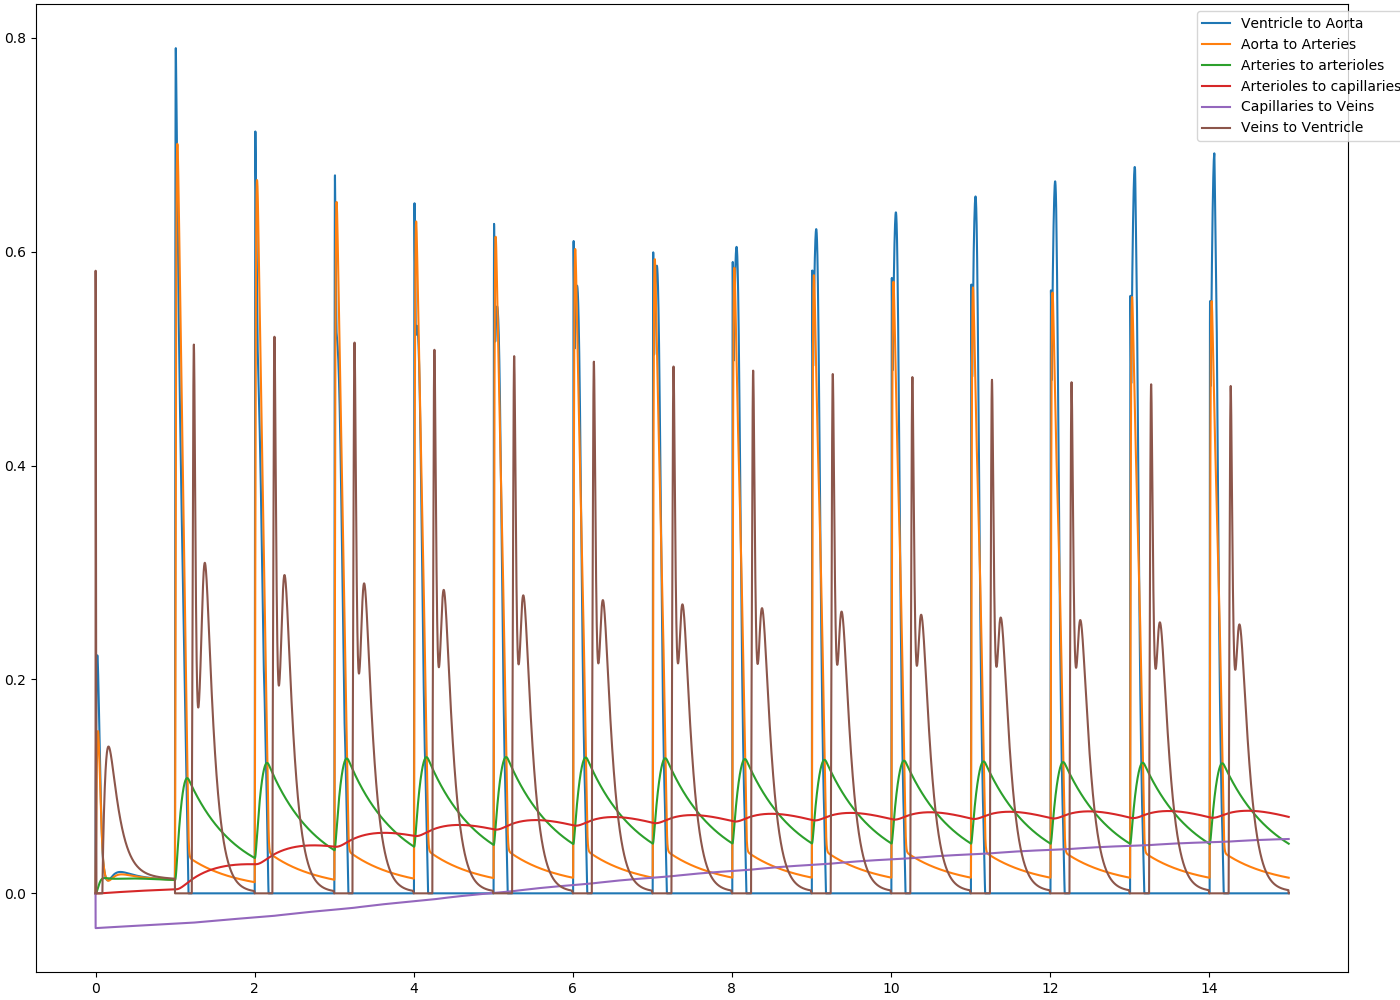 Ventricle to Aorta
Aorta to Arteries
Arteries to arterioles
Arterioles to capillaries
Capillaries to Veins
Veins to Ventricle
0.8
0.6
0.4
0.2
0.0
0 2 4 6 8 10 12 14